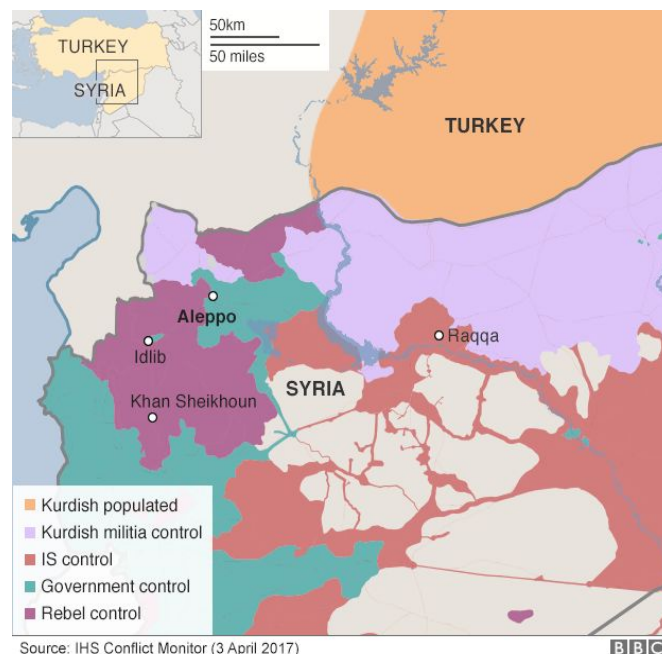 TURKEY
SYRIA
50km
50 miles
TURKEY
Aleppo
Idlib
Raqqa
SYRIA
Khan Sheikhoun
Kurdish populated
Kurdish militia control
IS control
Government control
Rebel control
Source: IHS Conflict Monitor (3 April 2017)
BBC